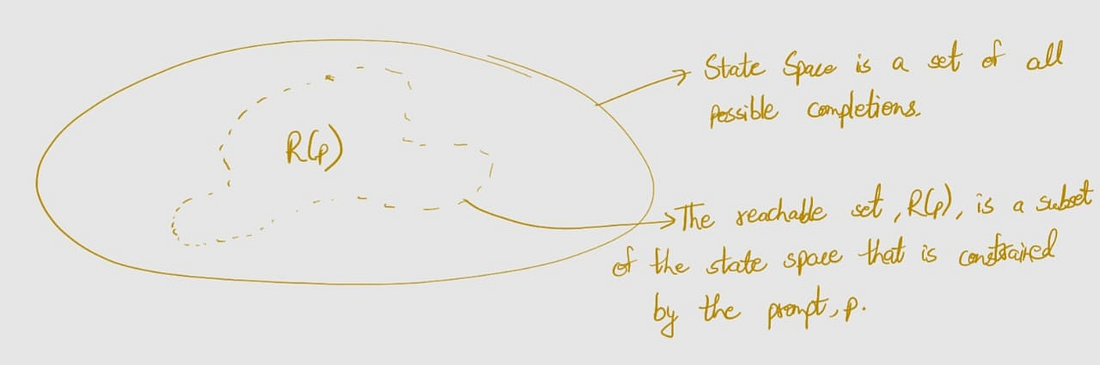 R(p)
State Space is a set of all
possible completions.
The reachable set, R(p), is a subset
of the state space that is constrained
by the prompt, p.